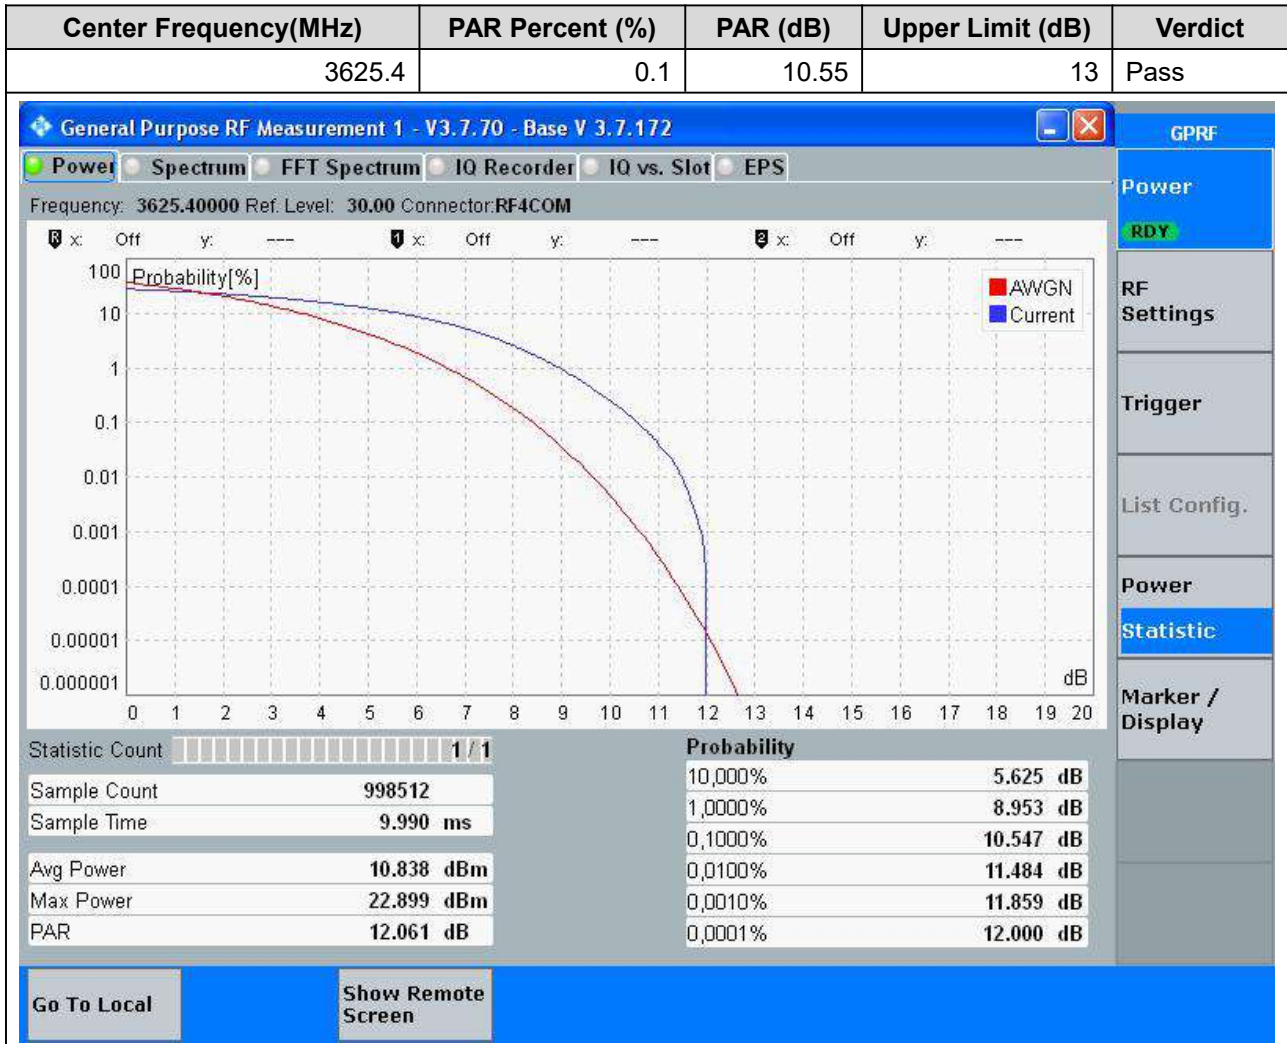 Center Frequency(MHz) PAR Percent (%) PAR (dB) Upper Limit (dB) Verdict
3625.4 0.1 10.55 13 Pass
General Purpose RF Measurement 1 - V3.7.70 - Base V 3.7.172
GPRF
Power Spectrum FFT Spectrum IQ Recorder IQ vs. Slot EPS
Power
RDY
Frequency: 3625.40000 Ref. Level: 30.00 Connector:RF4COM
R x: Off y: --- 1 x: Off y: --- 2 x: Off y: ---
Probability[%]
AWGN
Current
100
10
1
0.1
0.01
0.001
0.0001
0.00001
0.000001
dB
0 1 2 3 4 5 6 7 8 9 10 11 12 13 14 15 16 17 18 19 20
RF
Settings
Trigger
List Config.
Power
Statistic
Marker /
Display
Statistic Count 1 / 1
Sample Count 998512
Sample Time 9.990 ms
Avg Power 10.838 dBm
Max Power 22.899 dBm
PAR 12.061 dB
Probability
10,000% 5.625 dB
1,0000% 8.953 dB
0,1000% 10.547 dB
0,0100% 11.484 dB
0,0010% 11.859 dB
0,0001% 12.000 dB
Go To Local
Show Remote
Screen